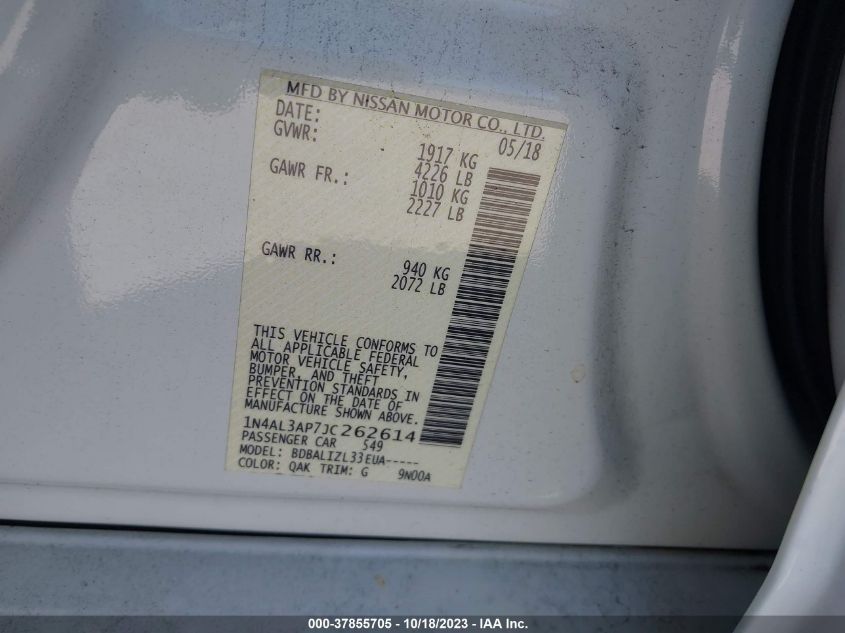 MFD BY NISSAN MOTOR CO., LTD.
DATE: 05/18
GVWR: 1917 KG
4226 LB
GAWR FR.: 1010 KG
2227 LB
GAWR RR.: 940 KG
2072 LB
THIS VEHICLE CONFORMS TO
ALL APPLICABLE FEDERAL
MOTOR VEHICLE SAFETY,
BUMPER, AND THEFT
PREVENTION STANDARDS IN
EFFECT ON THE DATE OF
MANUFACTURE SHOWN ABOVE.
1N4AL3AP7JC262614
PASSENGER CAR 549
MODEL: BDBALIZL33EUA-----
COLOR: QAK TRIM: G 9N00A
000-37855705 - 10/18/2023 - IAA Inc.